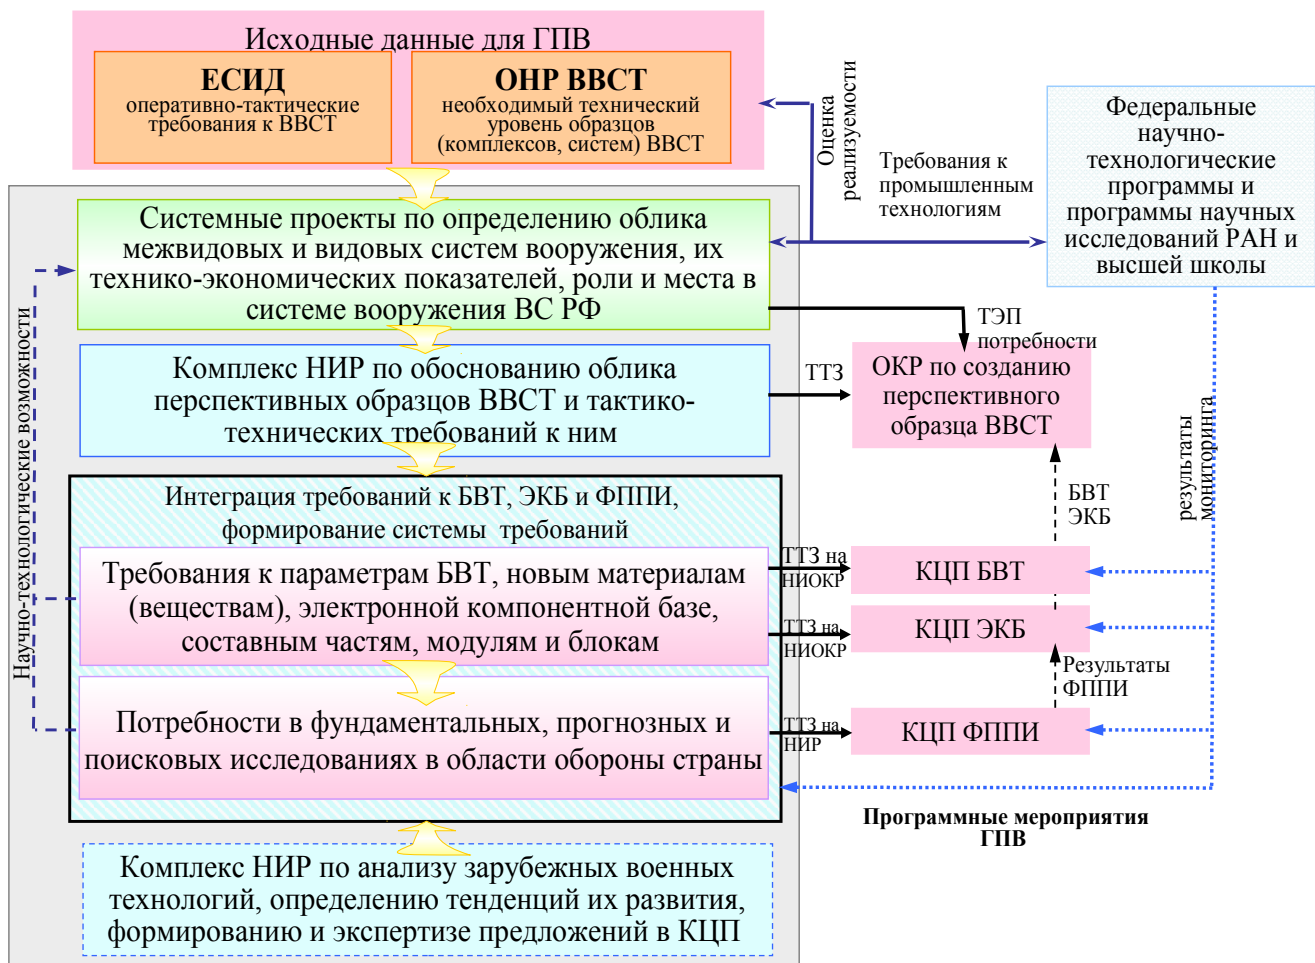 Исходные данные для ГПВ
ЕСИД
оперативно-тактические
требования к ВВСТ
ОНР ВВСТ
необходимый технический
уровень образцов
(комплексов, систем) ВВСТ
Оценка
реализуемости
Требования к
промышленным
технологиям
Федеральные
научно-
технологические
программы и
программы научных
исследований РАН и
высшей школы
Системные проекты по определению облика
межвидовых и видовых систем вооружения, их
технико-экономических показателей, роли и места в
системе вооружения ВС РФ
ТЭП
потребности
Комплекс НИР по обоснованию облика
перспективных образцов ВВСТ и тактико-
технических требований к ним
ТТЗ
ОКР по созданию
перспективного
образца ВВСТ
результаты
мониторинга
Научно-технологические возможности
Интеграция требований к БВТ, ЭКБ и ФППИ,
формирование системы требований
БВТ
ЭКБ
Требования к параметрам БВТ, новым материалам
(веществам), электронной компонентной базе,
составным частям, модулям и блокам
ТТЗ на
НИОКР
КЦП БВТ
ТТЗ на
НИОКР
КЦП ЭКБ
Результаты
ФППИ
Потребности в фундаментальных, прогнозных и
поисковых исследованиях в области обороны страны
ТТЗ на
НИР
КЦП ФППИ
Программные мероприятия
ГПВ
Комплекс НИР по анализу зарубежных военных
технологий, определению тенденций их развития,
формированию и экспертизе предложений в КЦП